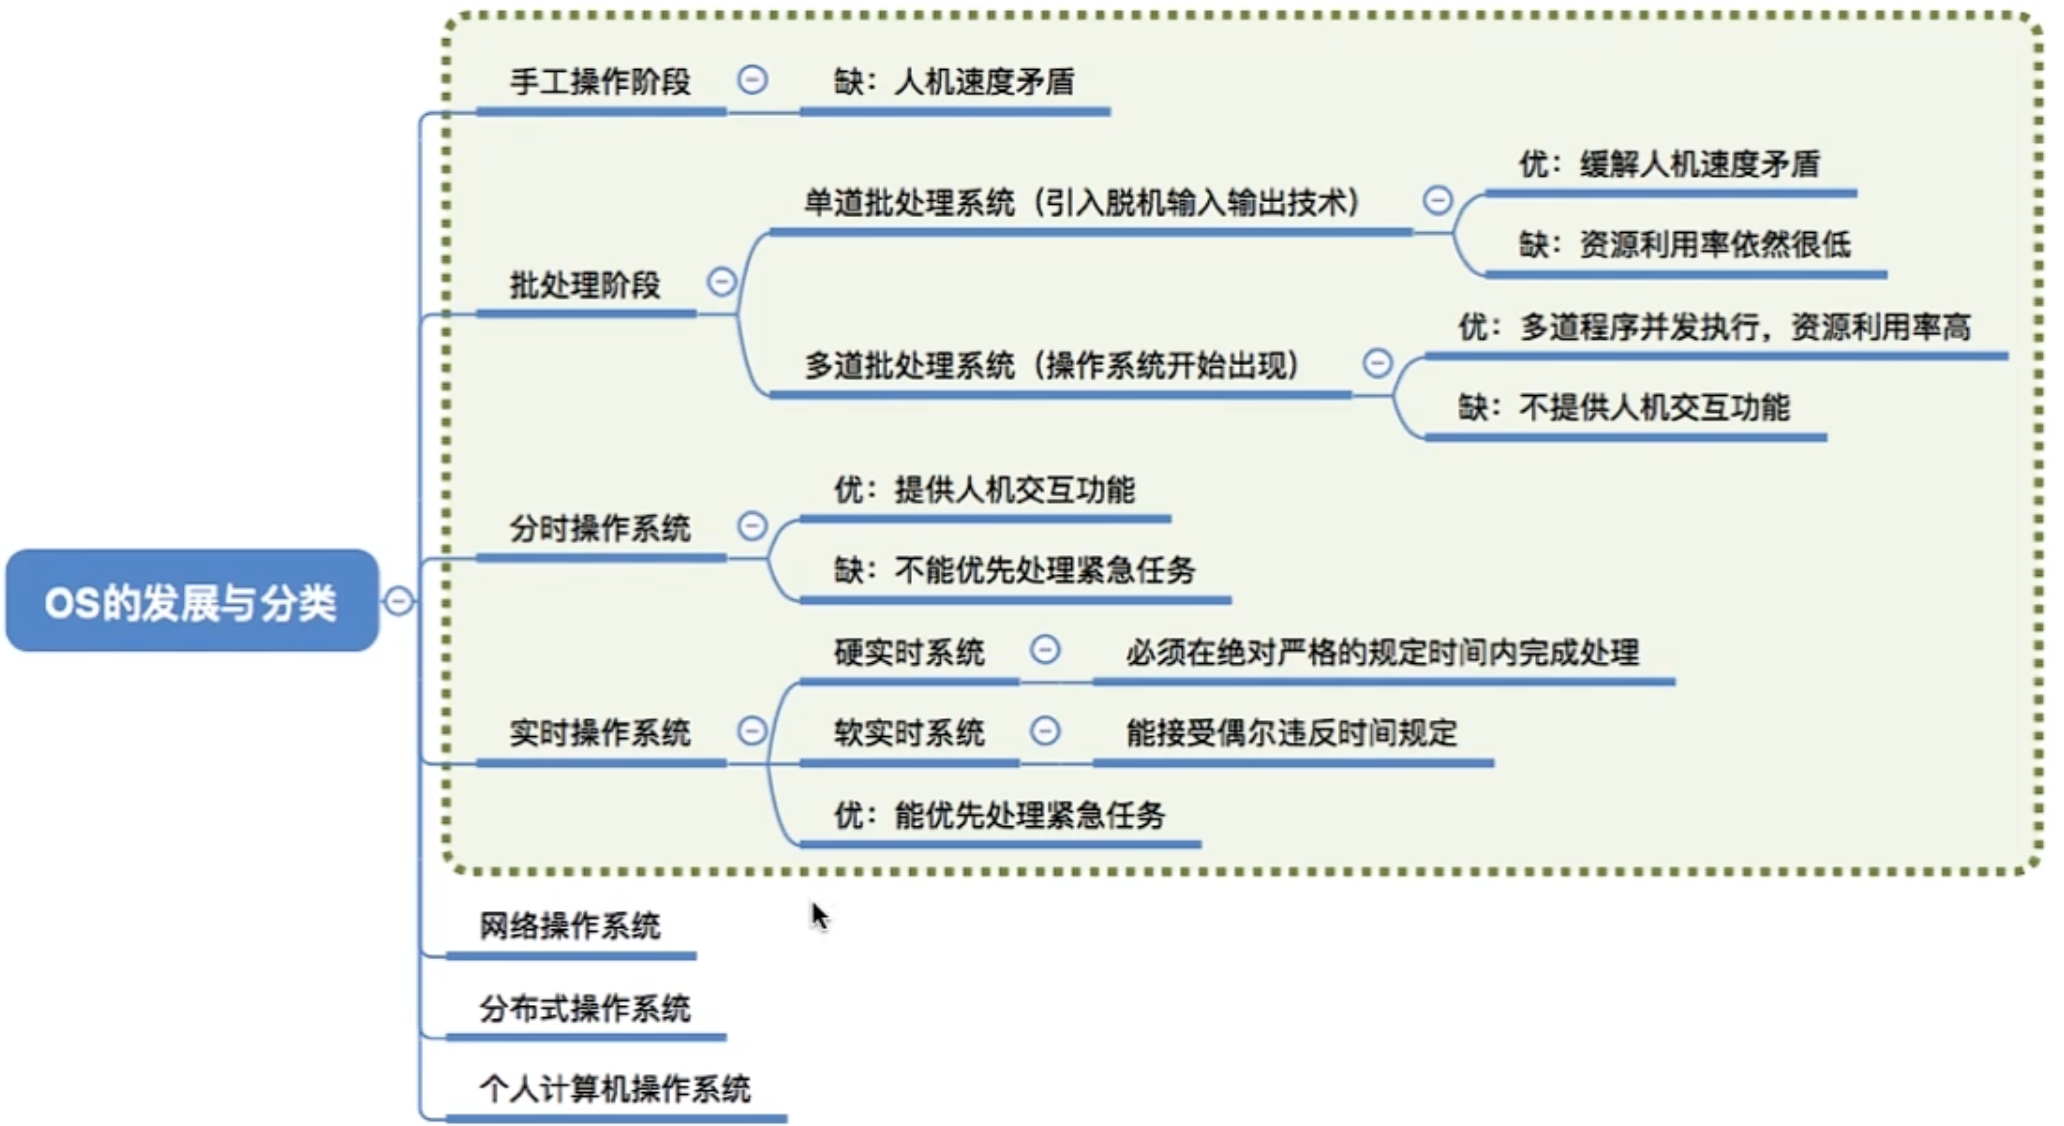 手工操作阶段
缺：人机速度矛盾
批处理阶段
单道批处理系统（引入脱机输入输出技术）
优：缓解人机速度矛盾
缺：资源利用率依然很低
多道批处理系统（操作系统开始出现）
优：多道程序并发执行，资源利用率高
缺：不提供人机交互功能
分时操作系统
优：提供人机交互功能
缺：不能优先处理紧急任务
OS的发展与分类
实时操作系统
硬实时系统
必须在绝对严格的规定时间内完成处理
软实时系统
能接受偶尔违反时间规定
优：能优先处理紧急任务
网络操作系统
分布式操作系统
个人计算机操作系统